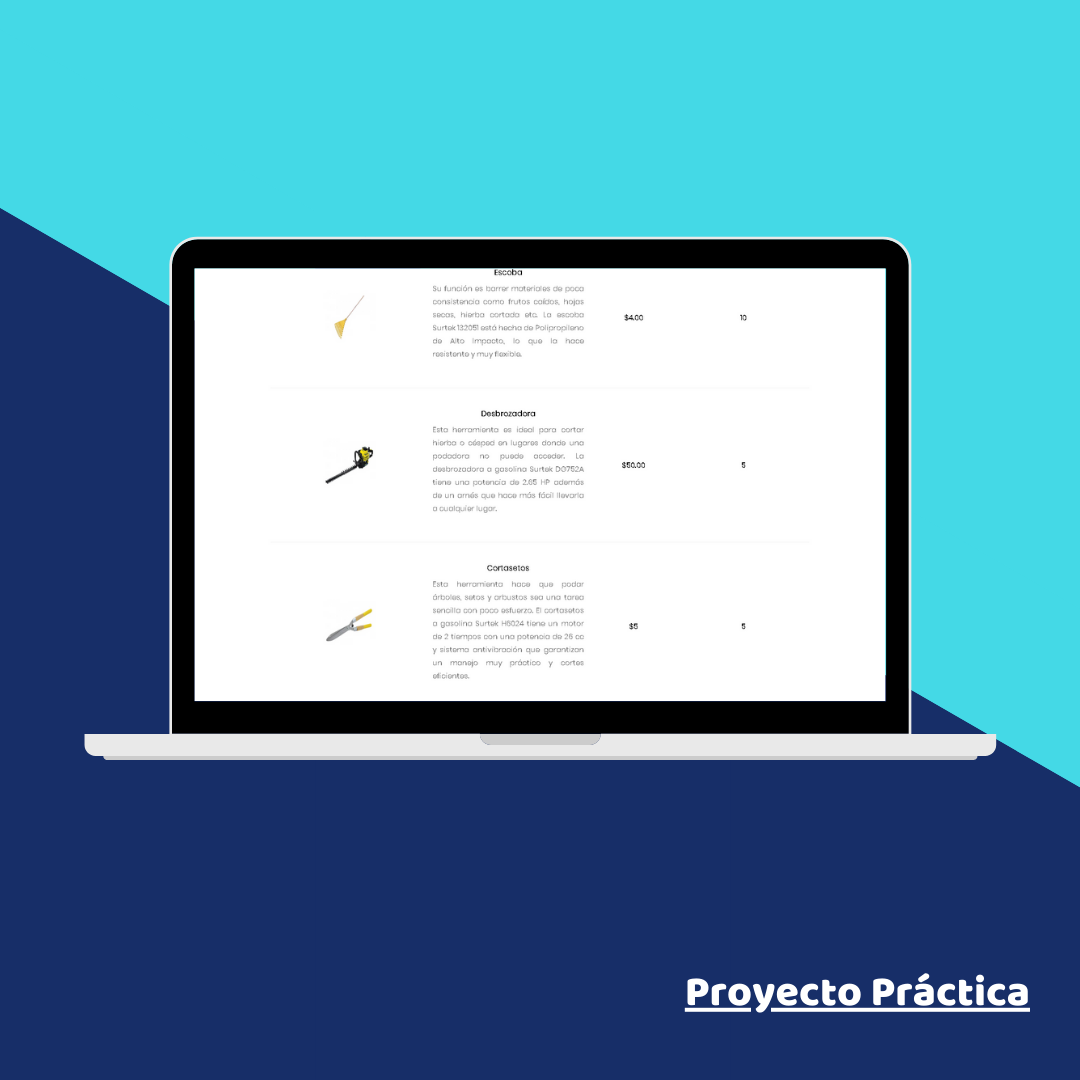 Escoba
Su función es barrer materiales de poca
consistencia como frutos caídos, hojas
secas, hierba cortada etc. La escoba
Surtek 132051 está hecha de Polipropileno
de Alto Impacto, lo que la hace
resistente y muy flexible.
$4.00
10
Desbrozadora
Esta herramienta es ideal para cortar
hierba o césped en lugares donde una
podadora no puede acceder. La
desbrozadora a gasolina Surtek DG752A
tiene una potencia de 2.65 HP además
de un arnés que hace más fácil llevarla
a cualquier lugar.
$50.00
5
Cortasetos
Esta herramienta hace que podar
árboles, setos y arbustos sea una tarea
sencilla con poco esfuerzo. El cortasetos
a gasolina Surtek HG024 tiene un motor
de 2 tiempos con una potencia de 26 cc
y sistema antivibración que garantizan
un manejo muy práctico y cortes
eficientes.
$5
5
Proyecto Práctica